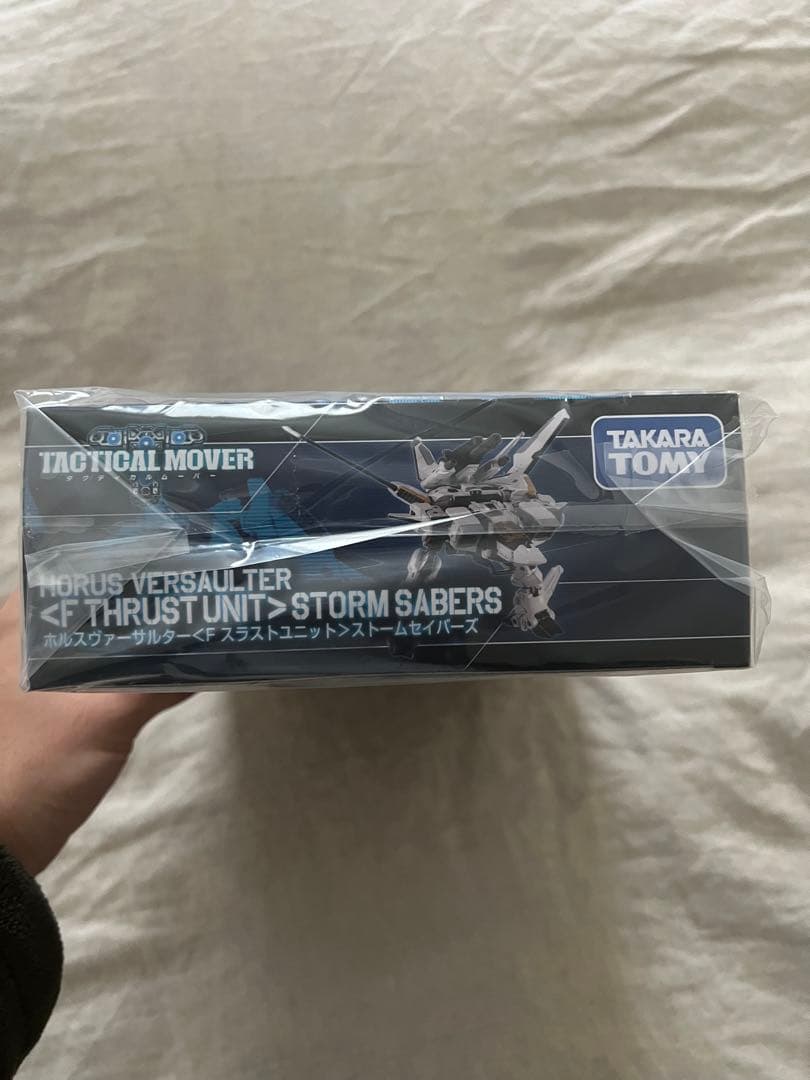 TACTICAL MOVER
タクティカルムーバー
TAKARA
TOMY
HORUS VERSAULTER
<F THRUST UNIT> STORM SABERS
ホルスヴァーサルター<F スラストユニット>ストームセイバーズ